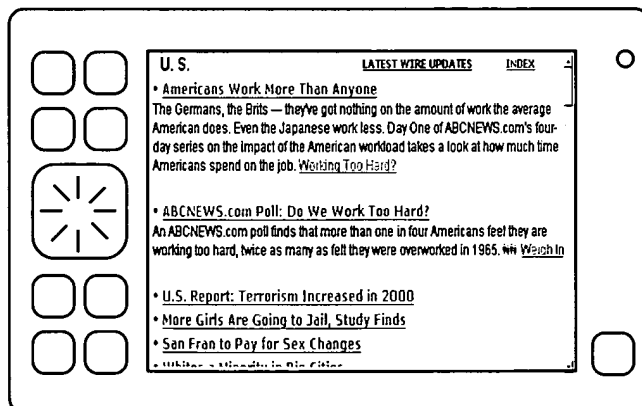 U. S. LATEST WIRE UPDATES INDEX
• Americans Work More Than Anyone
The Germans, the Brits — they've got nothing on the amount of work the average
American does. Even the Japanese work less. Day One of ABCNEWS.com's four-
day series on the impact of the American workload takes a look at how much time
Americans spend on the job. Working Too Hard?
• ABCNEWS.com Poll: Do We Work Too Hard?
An ABCNEWS.com poll finds that more than one in four Americans feel they are
working too hard, twice as many as felt they were overworked in 1965. Weigh In
• U.S. Report: Terrorism Increased in 2000
• More Girls Are Going to Jail, Study Finds
• San Fran to Pay for Sex Changes
• Whites a Minority in Big Cities